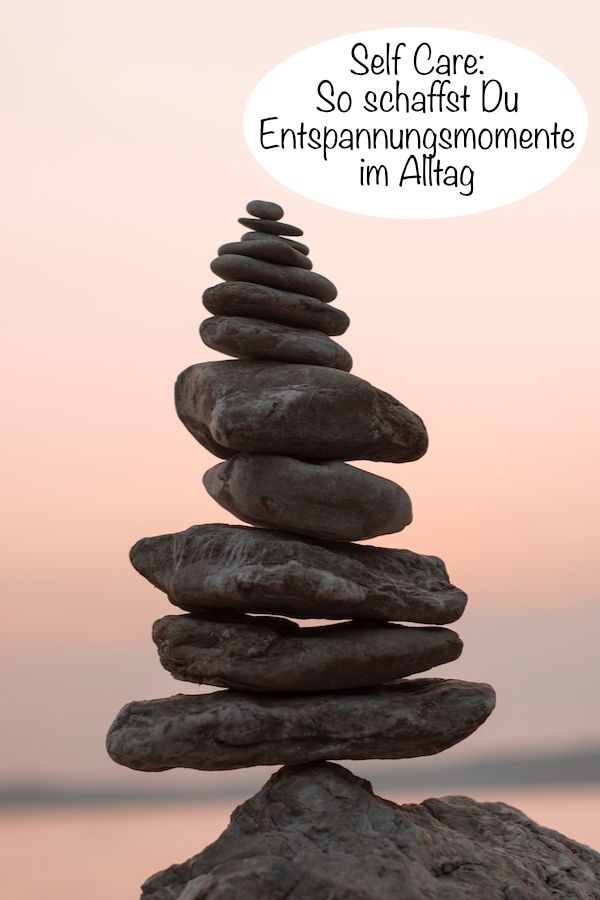 Self Care:
So schaffst Du
Entspannungsmomente
im Alltag